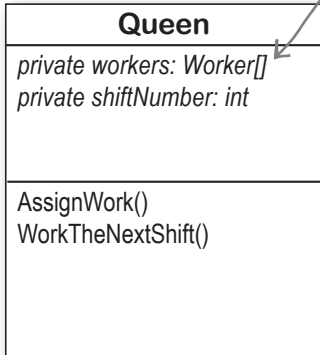 Queen
private workers: Worker[]
private shiftNumber: int
AssignWork()
WorkTheNextShift()